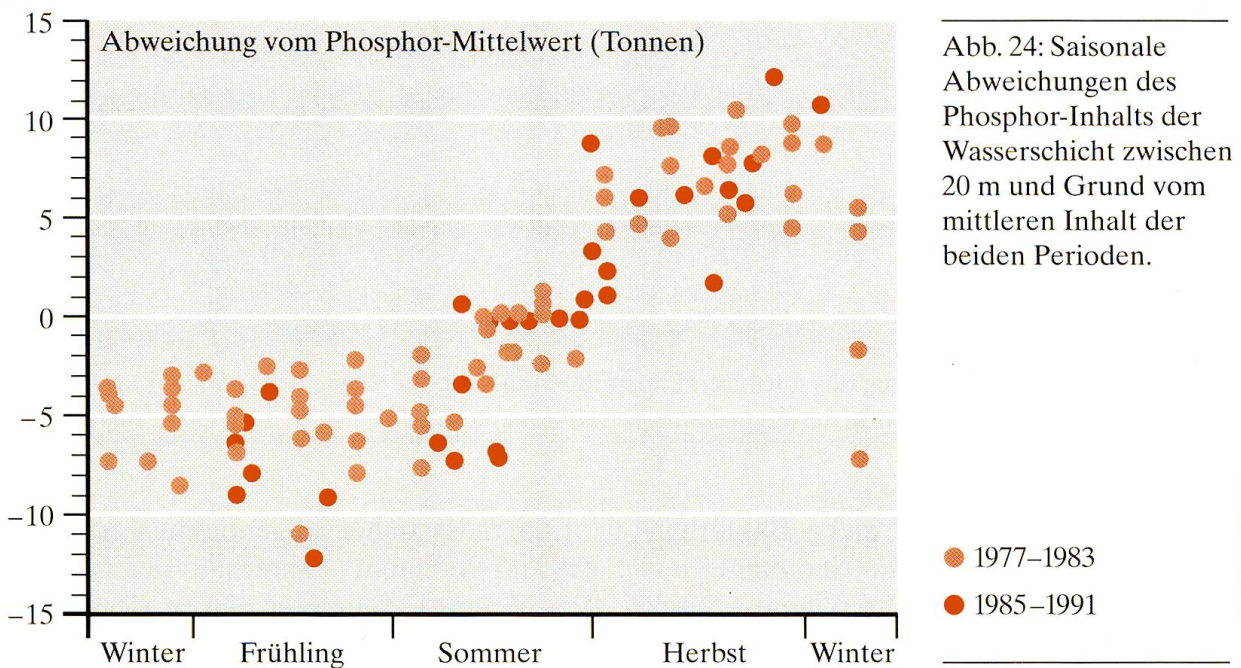 15
Abweichung vom Phosphor-Mittelwert (Tonnen)
10
5
0
−5
−10
−15
Winter Frühling Sommer Herbst Winter
Abb. 24: Saisonale
Abweichungen des
Phosphor-Inhalts der
Wasserschicht zwischen
20 m und Grund vom
mittleren Inhalt der
beiden Perioden.
1977–1983
1985–1991